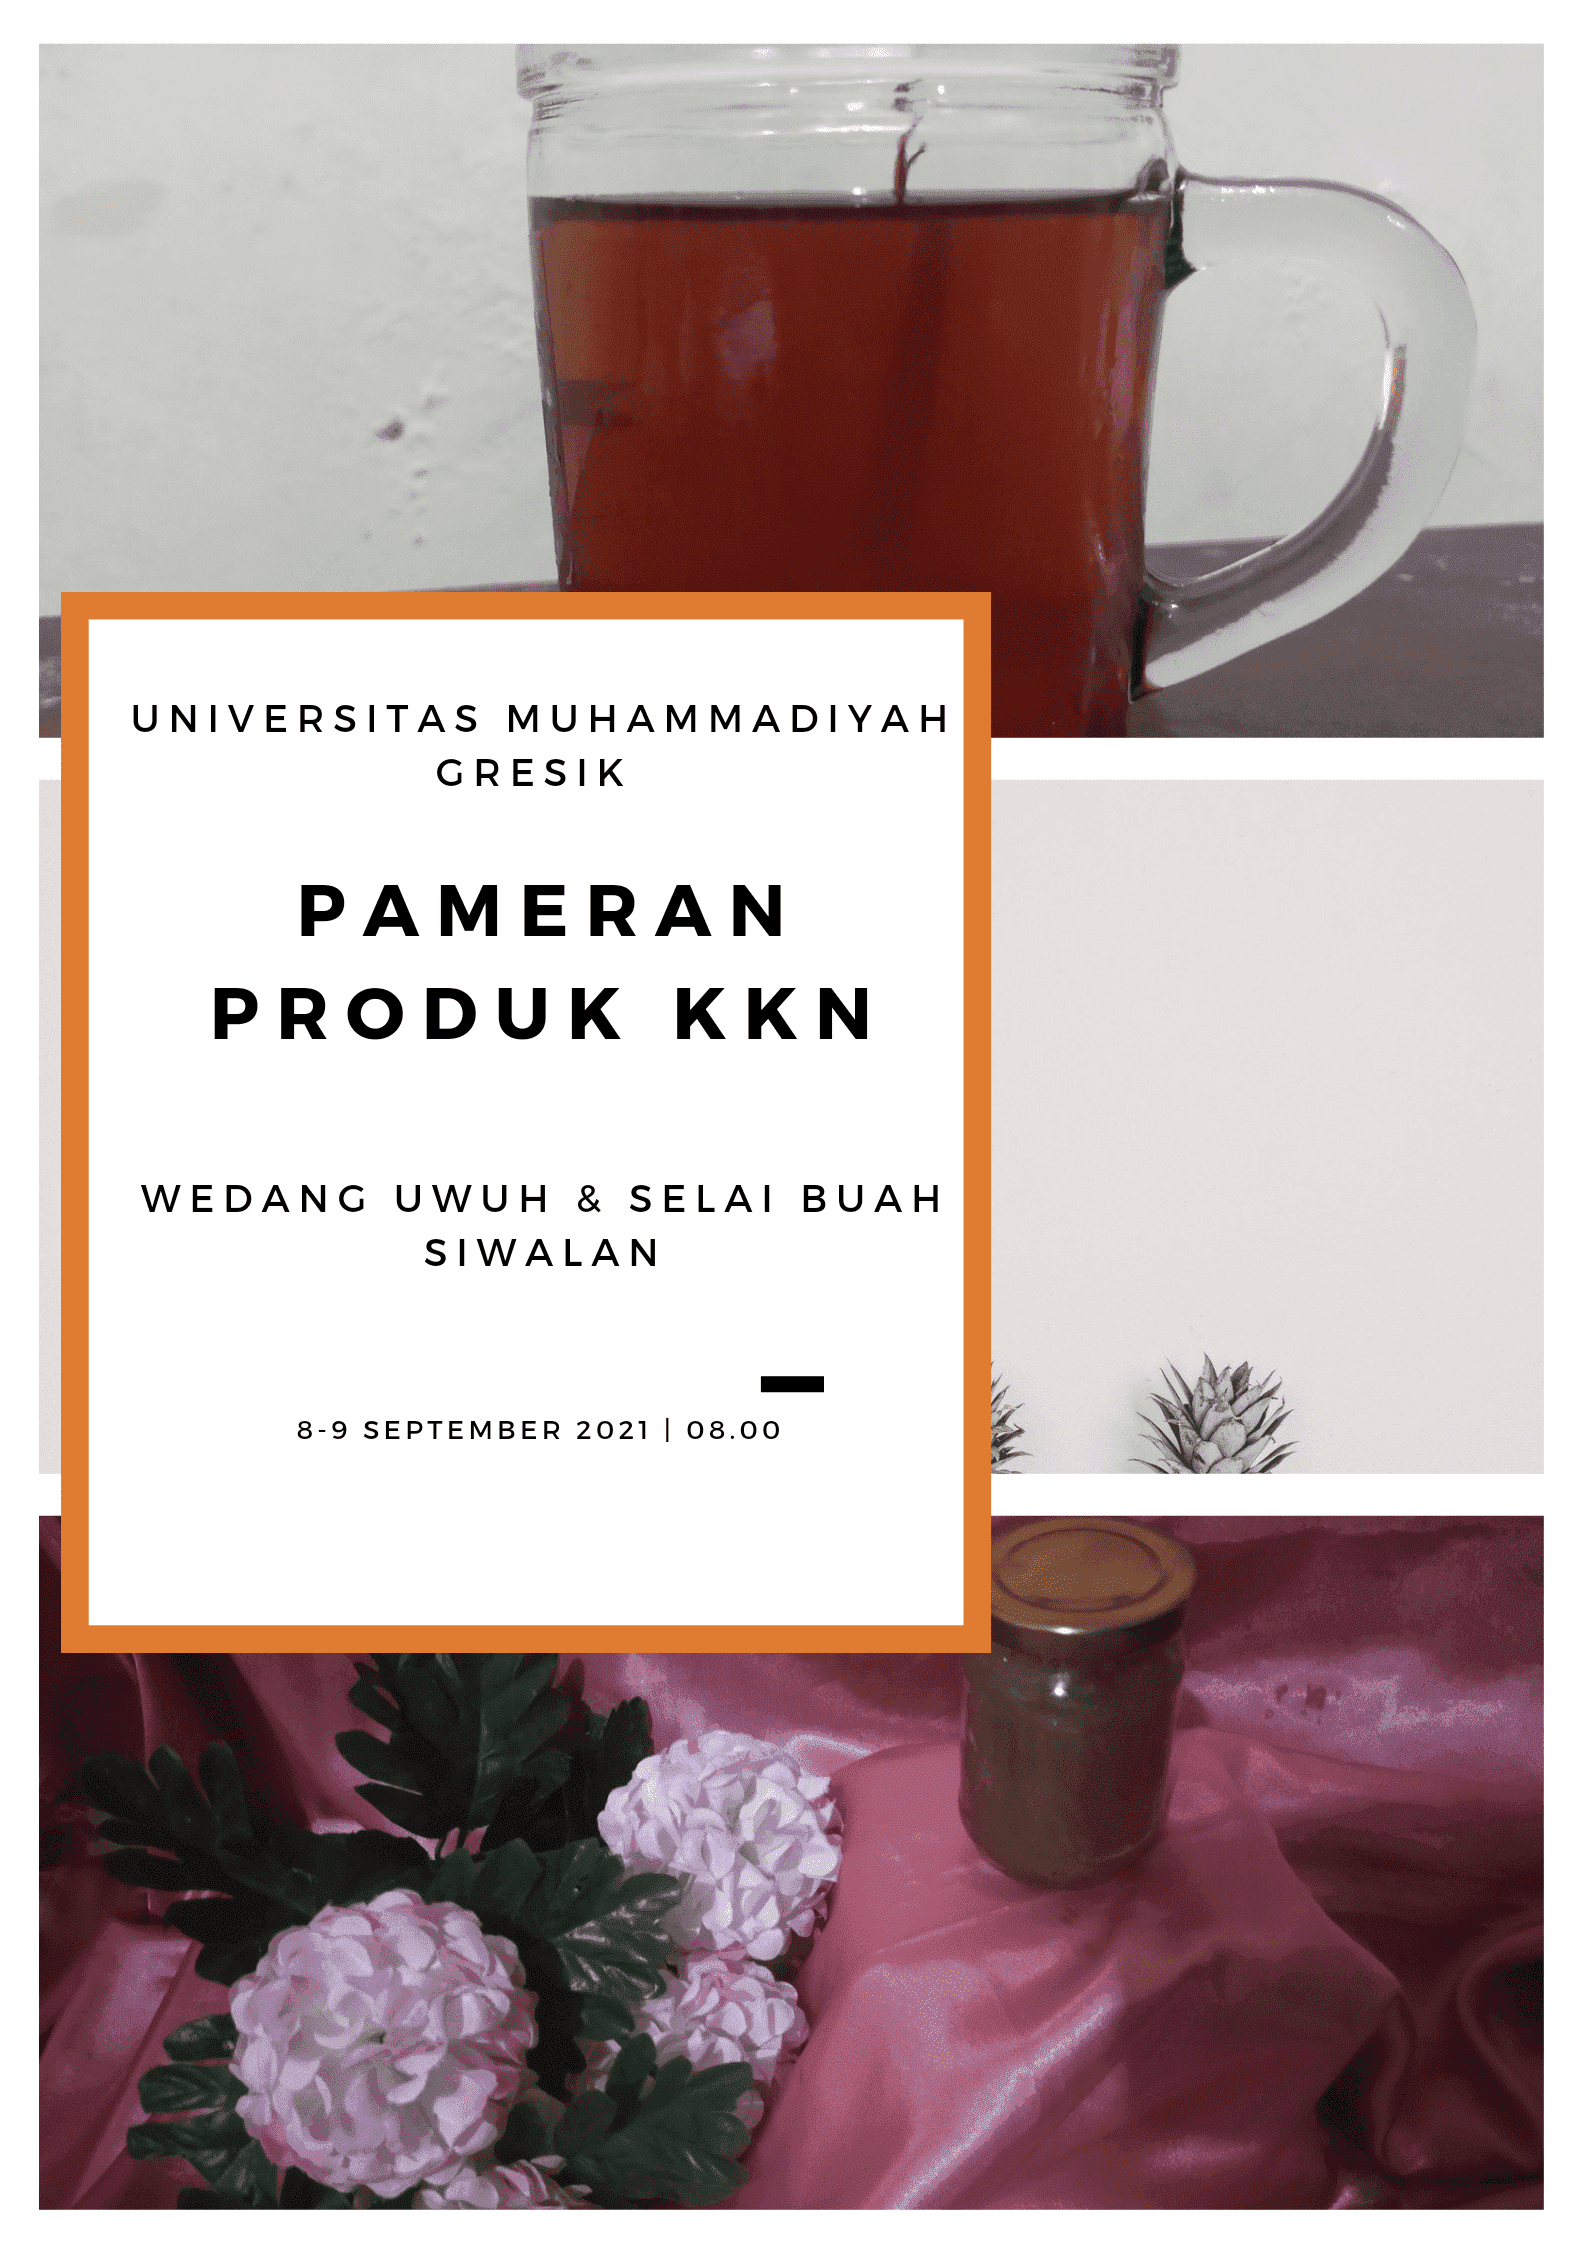 UNIVERSITAS MUHAMMADIYAH
GRESIK
PAMERAN
PRODUK KKN
WEDANG UWUH & SELAI BUAH
SIWALAN
8-9 SEPTEMBER 2021 | 08.00